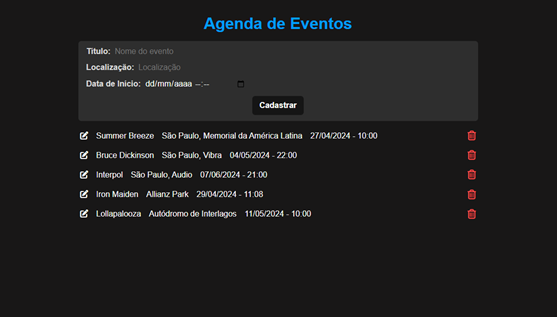 Agenda de Eventos
Titulo: Nome do evento
Localização: Localização
Data de Inicio: dd/mm/aaaa --:--
Cadastrar
Summer Breeze São Paulo, Memorial da América Latina 27/04/2024 - 10:00
Bruce Dickinson São Paulo, Vibra 04/05/2024 - 22:00
Interpol São Paulo, Audio 07/06/2024 - 21:00
Iron Maiden Allianz Park 29/04/2024 - 11:08
Lollapalooza Autódromo de Interlagos 11/05/2024 - 10:00